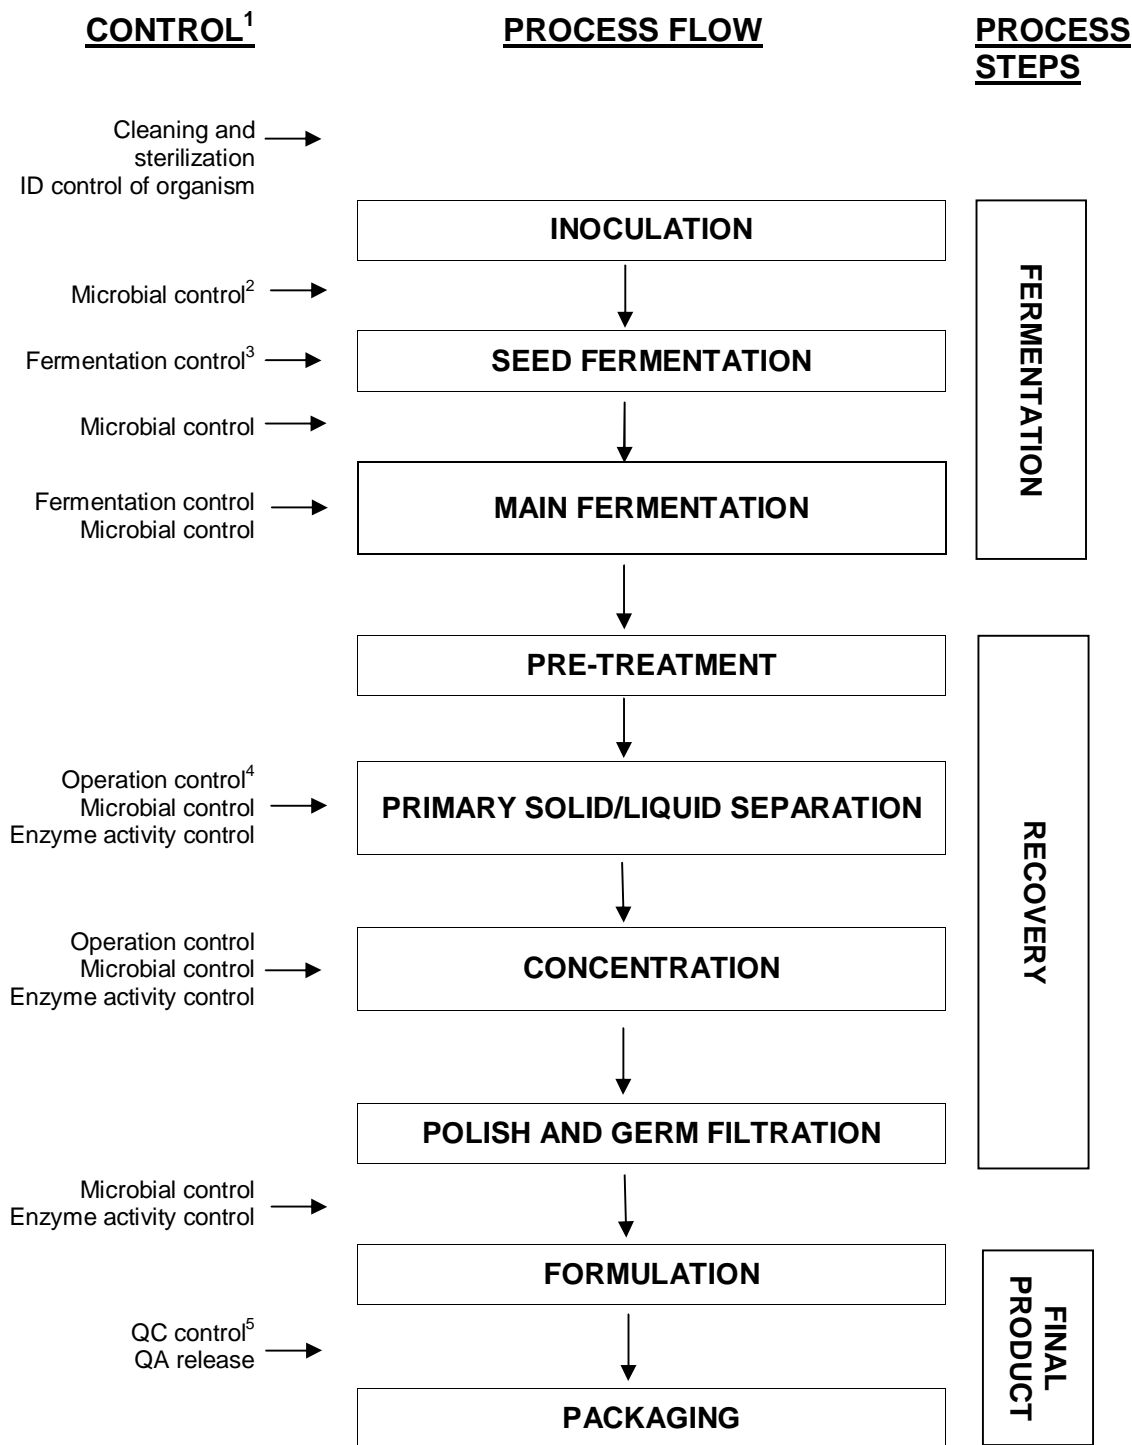 CONTROL¹
PROCESS FLOW
PROCESS
STEPS
Cleaning and
sterilization
ID control of organism
INOCULATION
FERMENTATION
Microbial control²
Fermentation control³
SEED FERMENTATION
Microbial control
Fermentation control
Microbial control
MAIN FERMENTATION
PRE-TREATMENT
RECOVERY
Operation control⁴
Microbial control
Enzyme activity control
PRIMARY SOLID/LIQUID SEPARATION
Operation control
Microbial control
Enzyme activity control
CONCENTRATION
POLISH AND GERM FILTRATION
Microbial control
Enzyme activity control
FORMULATION
FINAL
PRODUCT
QC control⁵
QA release
PACKAGING